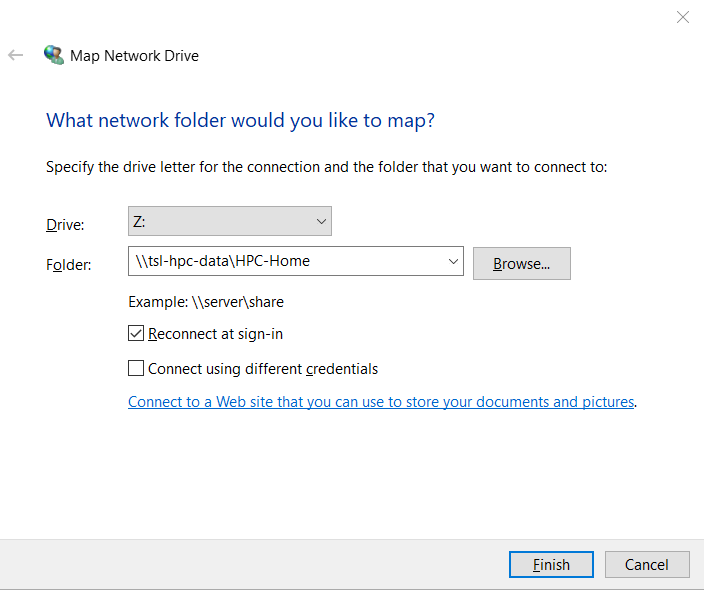 Map Network Drive
What network folder would you like to map?
Specify the drive letter for the connection and the folder that you want to connect to:
Drive: Z:
Folder: \\tsl-hpc-data\HPC-Home Browse...
Example: \\server\share
Reconnect at sign-in
Connect using different credentials
Connect to a Web site that you can use to store your documents and pictures.
Finish Cancel